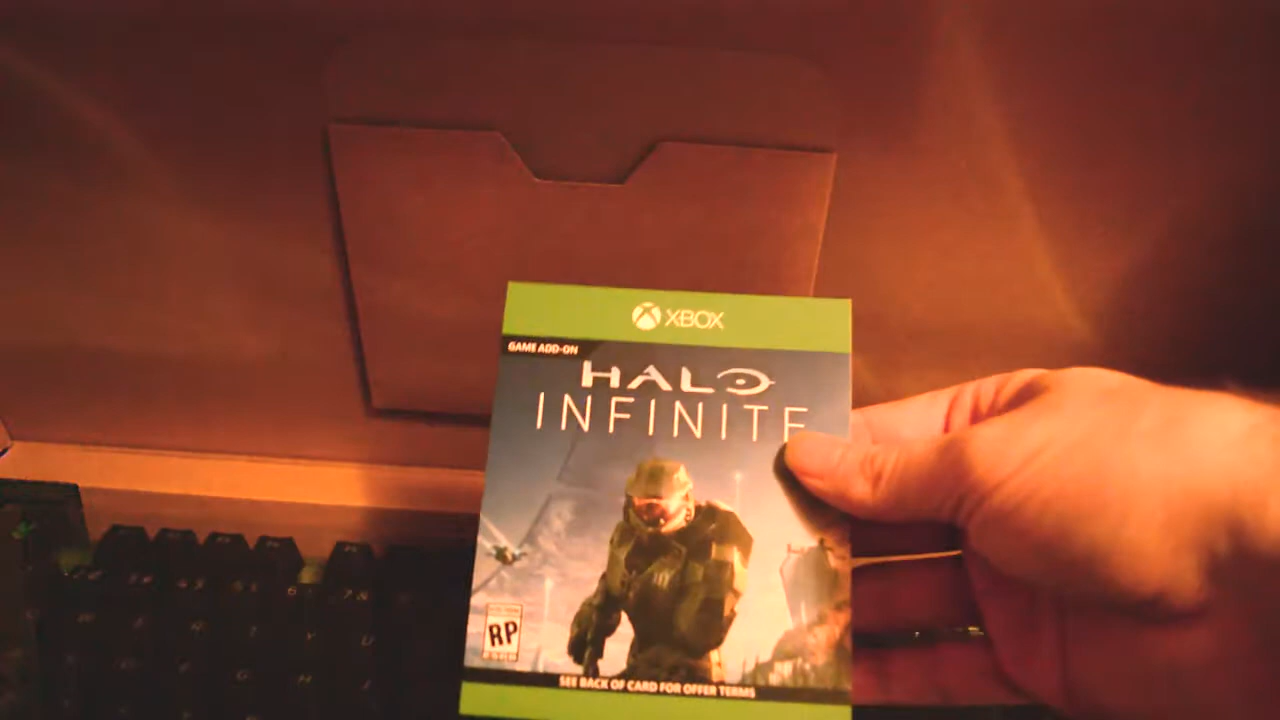 XBOX
GAME ADD-ON
HALO
INFINITE
RP
SEE BACK OF CARD FOR OFFER TERMS